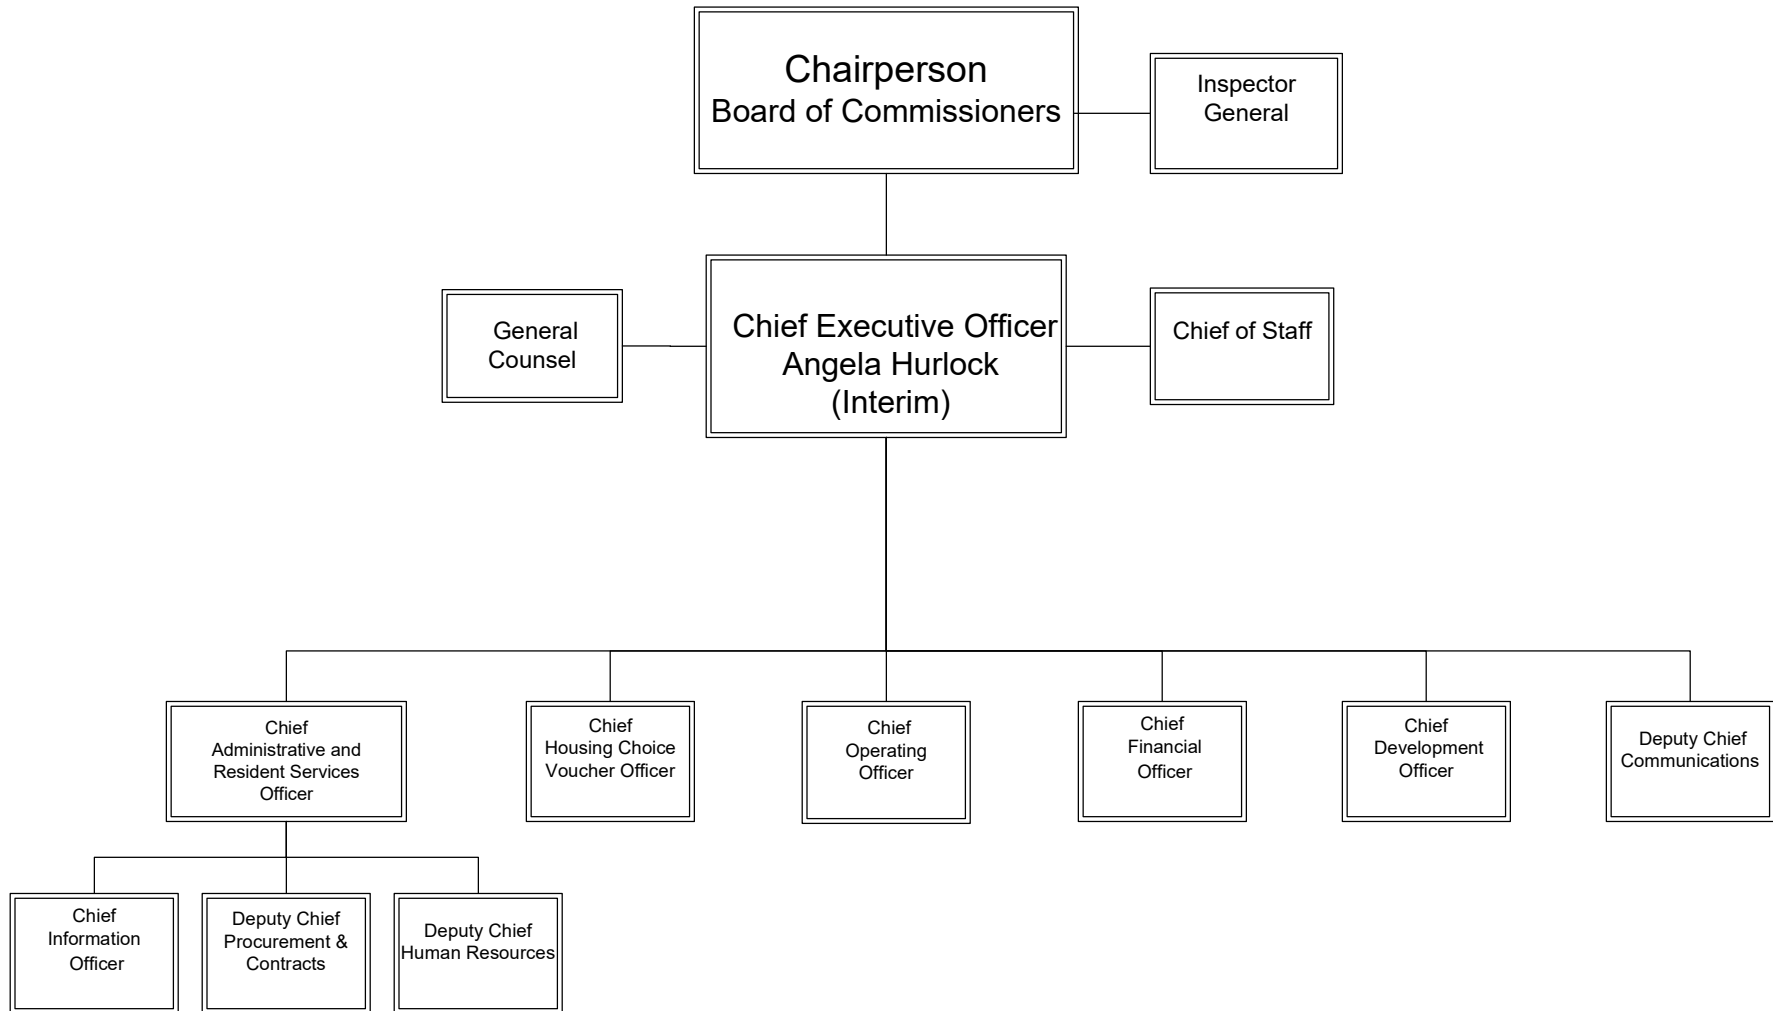 Chairperson
Board of Commissioners
Inspector
General
General
Counsel
Chief Executive Officer
Angela Hurlock
(Interim)
Chief of Staff
Chief
Administrative and
Resident Services
Officer
Chief
Housing Choice
Voucher Officer
Chief
Operating
Officer
Chief
Financial
Officer
Chief
Development
Officer
Deputy Chief
Communications
Chief
Information
Officer
Deputy Chief
Procurement &
Contracts
Deputy Chief
Human Resources